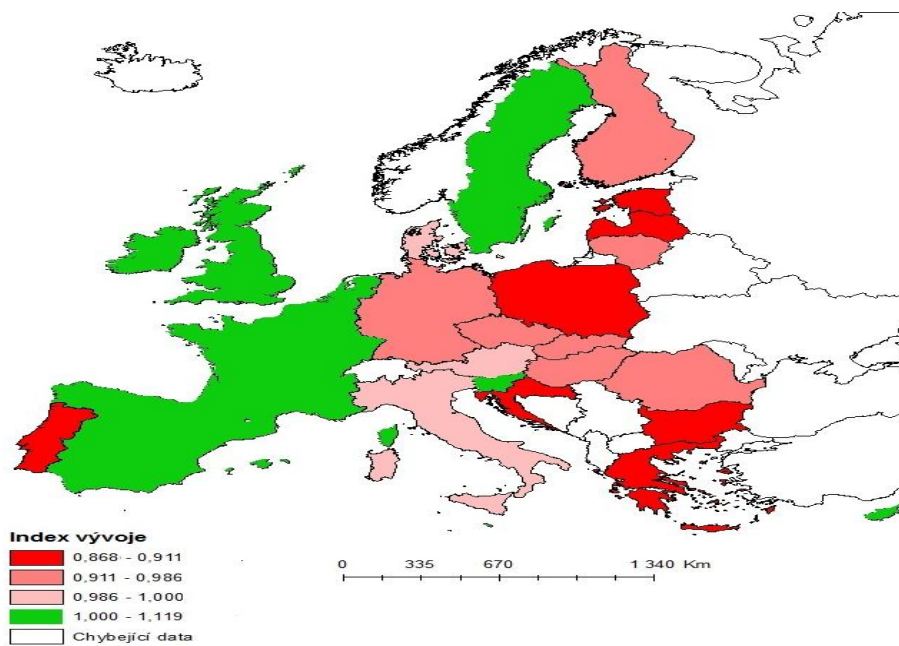 Index vývoje
0,868 - 0,911
0,911 - 0,986
0,986 - 1,000
1,000 - 1,119
Chybející data
0 335 670 1 340 Km